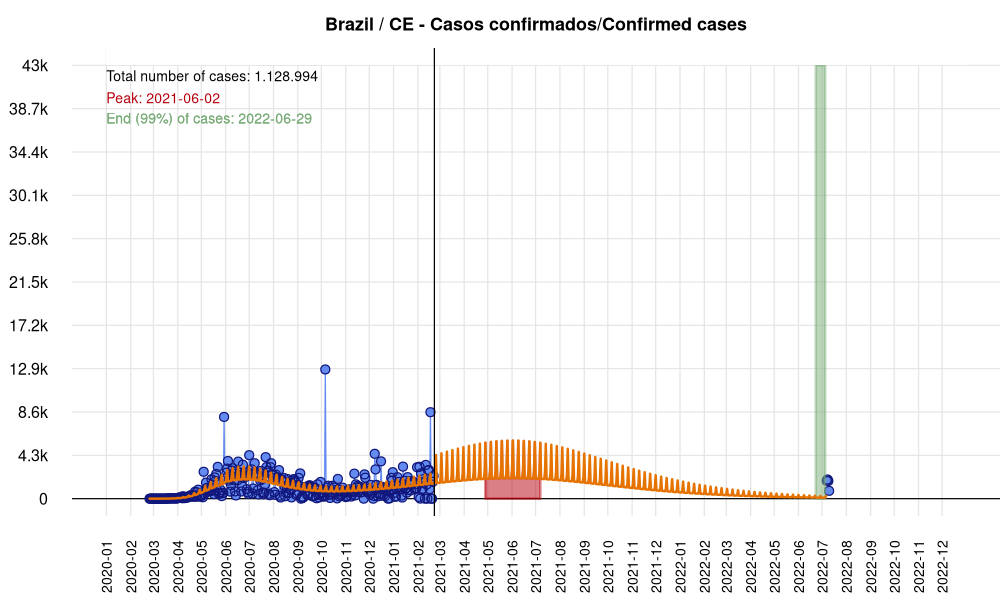 Brazil / CE - Casos confirmados/Confirmed cases
Total number of cases: 1.128.994
Peak: 2021-06-02
End (99%) of cases: 2022-06-29
43k
38.7k
34.4k
30.1k
25.8k
21.5k
17.2k
12.9k
8.6k
4.3k
0
2020-01
2020-02
2020-03
2020-04
2020-05
2020-06
2020-07
2020-08
2020-09
2020-10
2020-11
2020-12
2021-01
2021-02
2021-03
2021-04
2021-05
2021-06
2021-07
2021-08
2021-09
2021-10
2021-11
2021-12
2022-01
2022-02
2022-03
2022-04
2022-05
2022-06
2022-07
2022-08
2022-09
2022-10
2022-11
2022-12